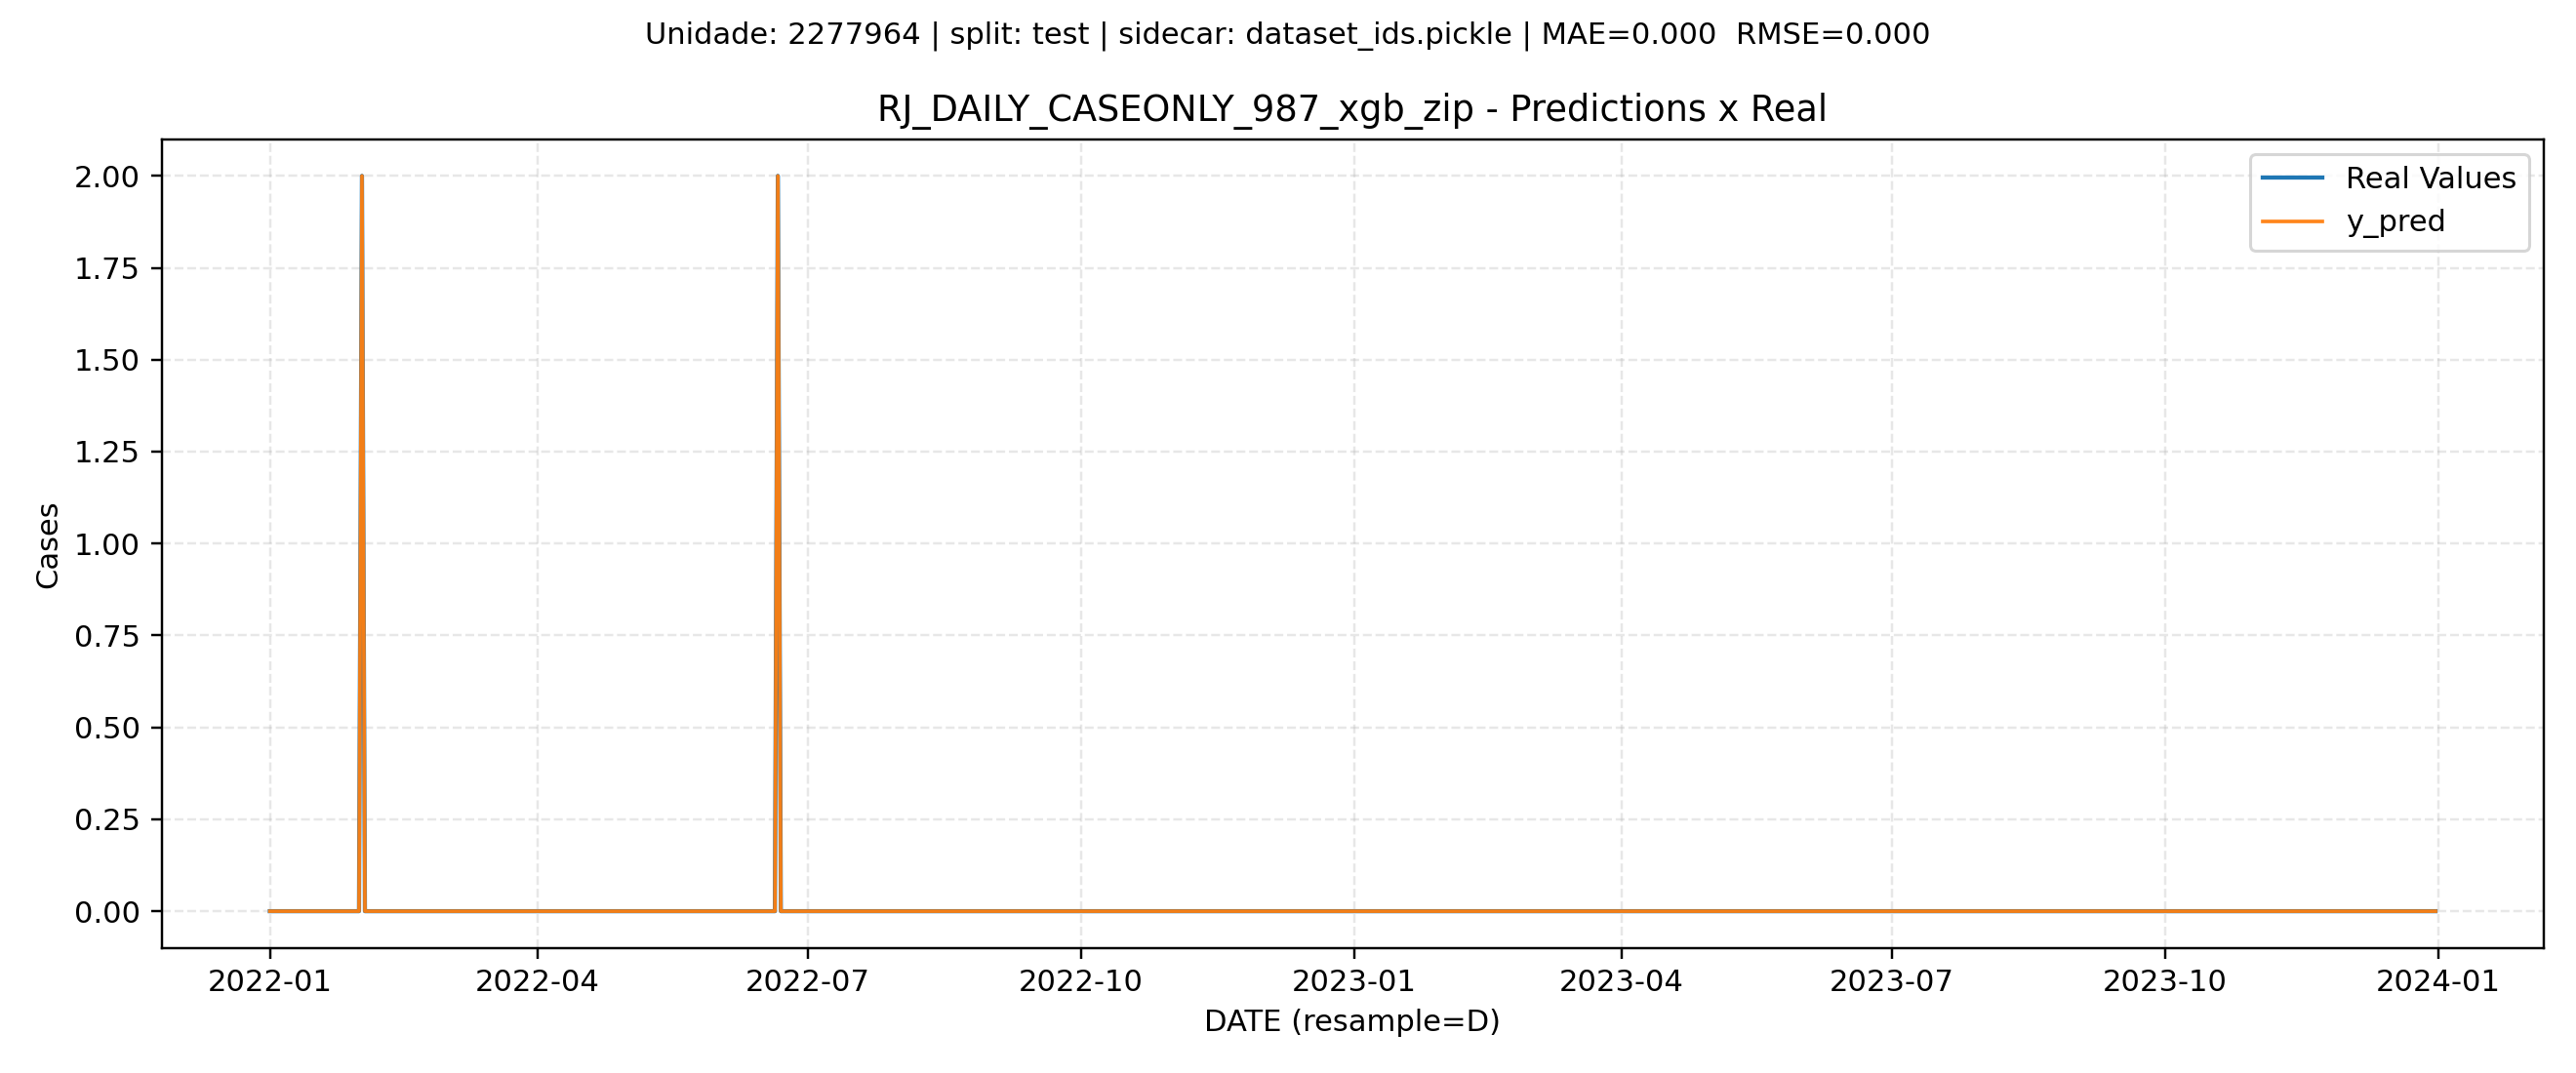 Unidade: 2277964 | split: test | sidecar: dataset_ids.pickle | MAE=0.000  RMSE=0.000
RJ_DAILY_CASEONLY_987_xgb_zip - Predictions x Real
Real Values
y_pred
2.00
1.75
1.50
1.25
1.00
0.75
0.50
0.25
0.00
Cases
2022-01 2022-04 2022-07 2022-10 2023-01 2023-04 2023-07 2023-10 2024-01
DATE (resample=D)